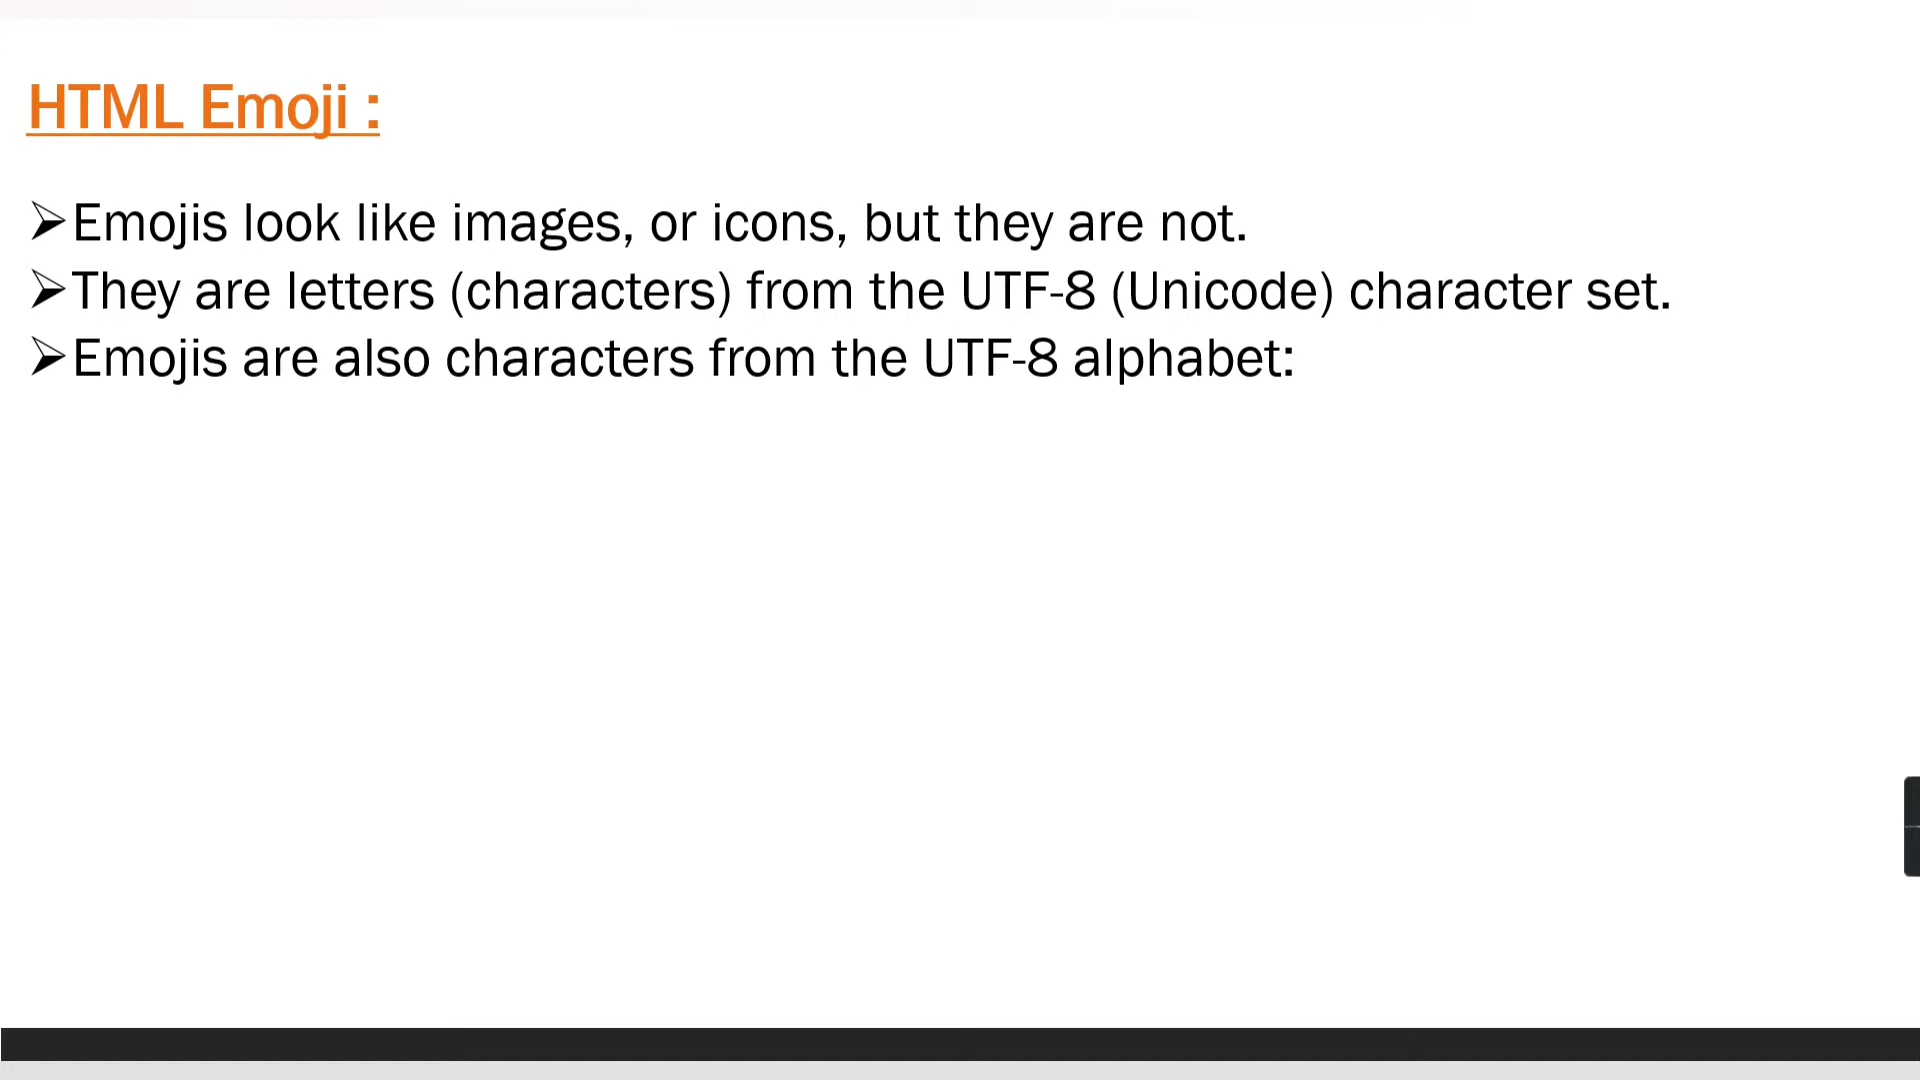 HTML Emoji :
➢Emojis look like images, or icons, but they are not.
➢They are letters (characters) from the UTF-8 (Unicode) character set.
➢Emojis are also characters from the UTF-8 alphabet: